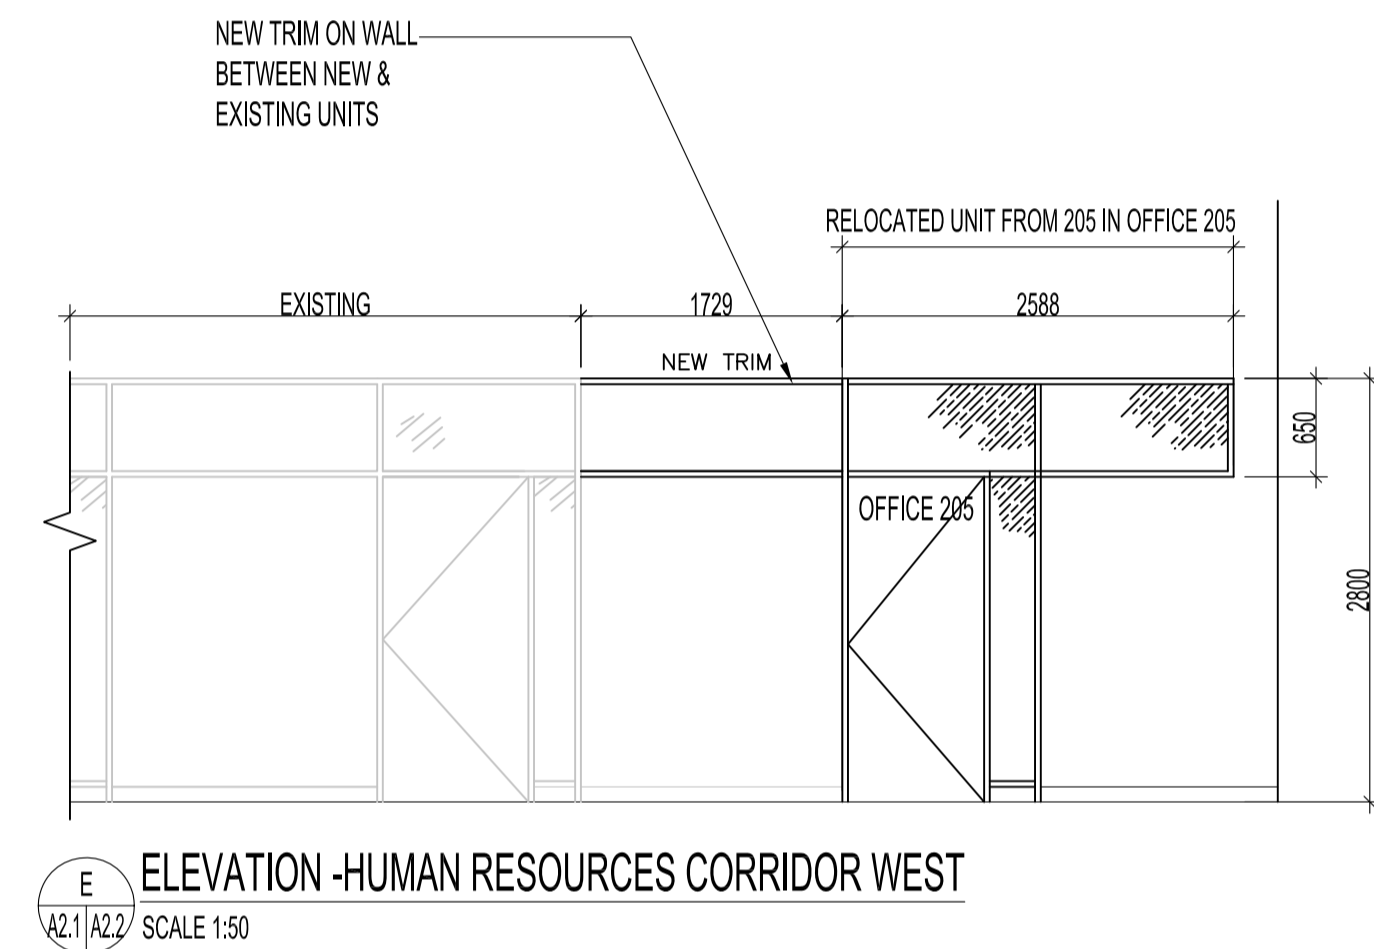 NEW TRIM ON WALL
BETWEEN NEW &
EXISTING UNITS
RELOCATED UNIT FROM 205 IN OFFICE 205
EXISTING
1729
2588
NEW TRIM
650
OFFICE 205
2800
E
A2.1 A2.2
ELEVATION -HUMAN RESOURCES CORRIDOR WEST
SCALE 1:50